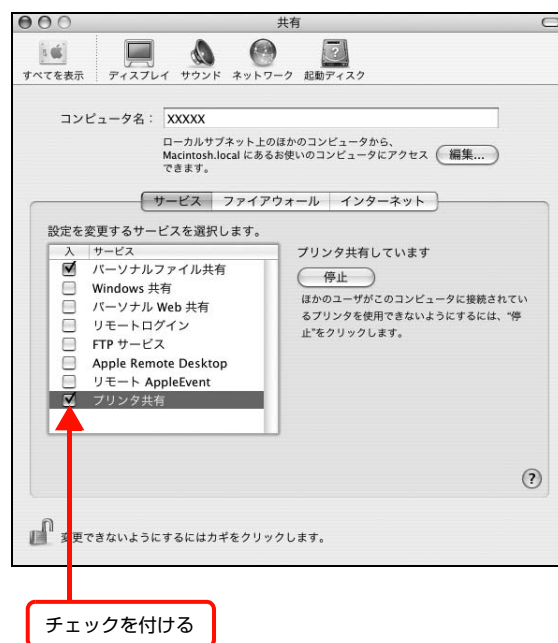 共有
すべてを表示 ディスプレイ サウンド ネットワーク 起動ディスク
コンピュータ名： XXXXX
ローカルサブネット上のほかのコンピュータから、
Macintosh.local にあるお使いのコンピュータにアクセス
できます。
編集...
サービス ファイアウォール インターネット
設定を変更するサービスを選択します。
入 サービス
パーソナルファイル共有
Windows 共有
パーソナル Web 共有
リモートログイン
FTP サービス
Apple Remote Desktop
リモート AppleEvent
プリンタ共有
プリンタ共有しています
停止
ほかのユーザがこのコンピュータに接続されてい
るプリンタを使用できないようにするには、“停
止”をクリックします。
?
変更できないようにするにはカギをクリックします。
チェックを付ける